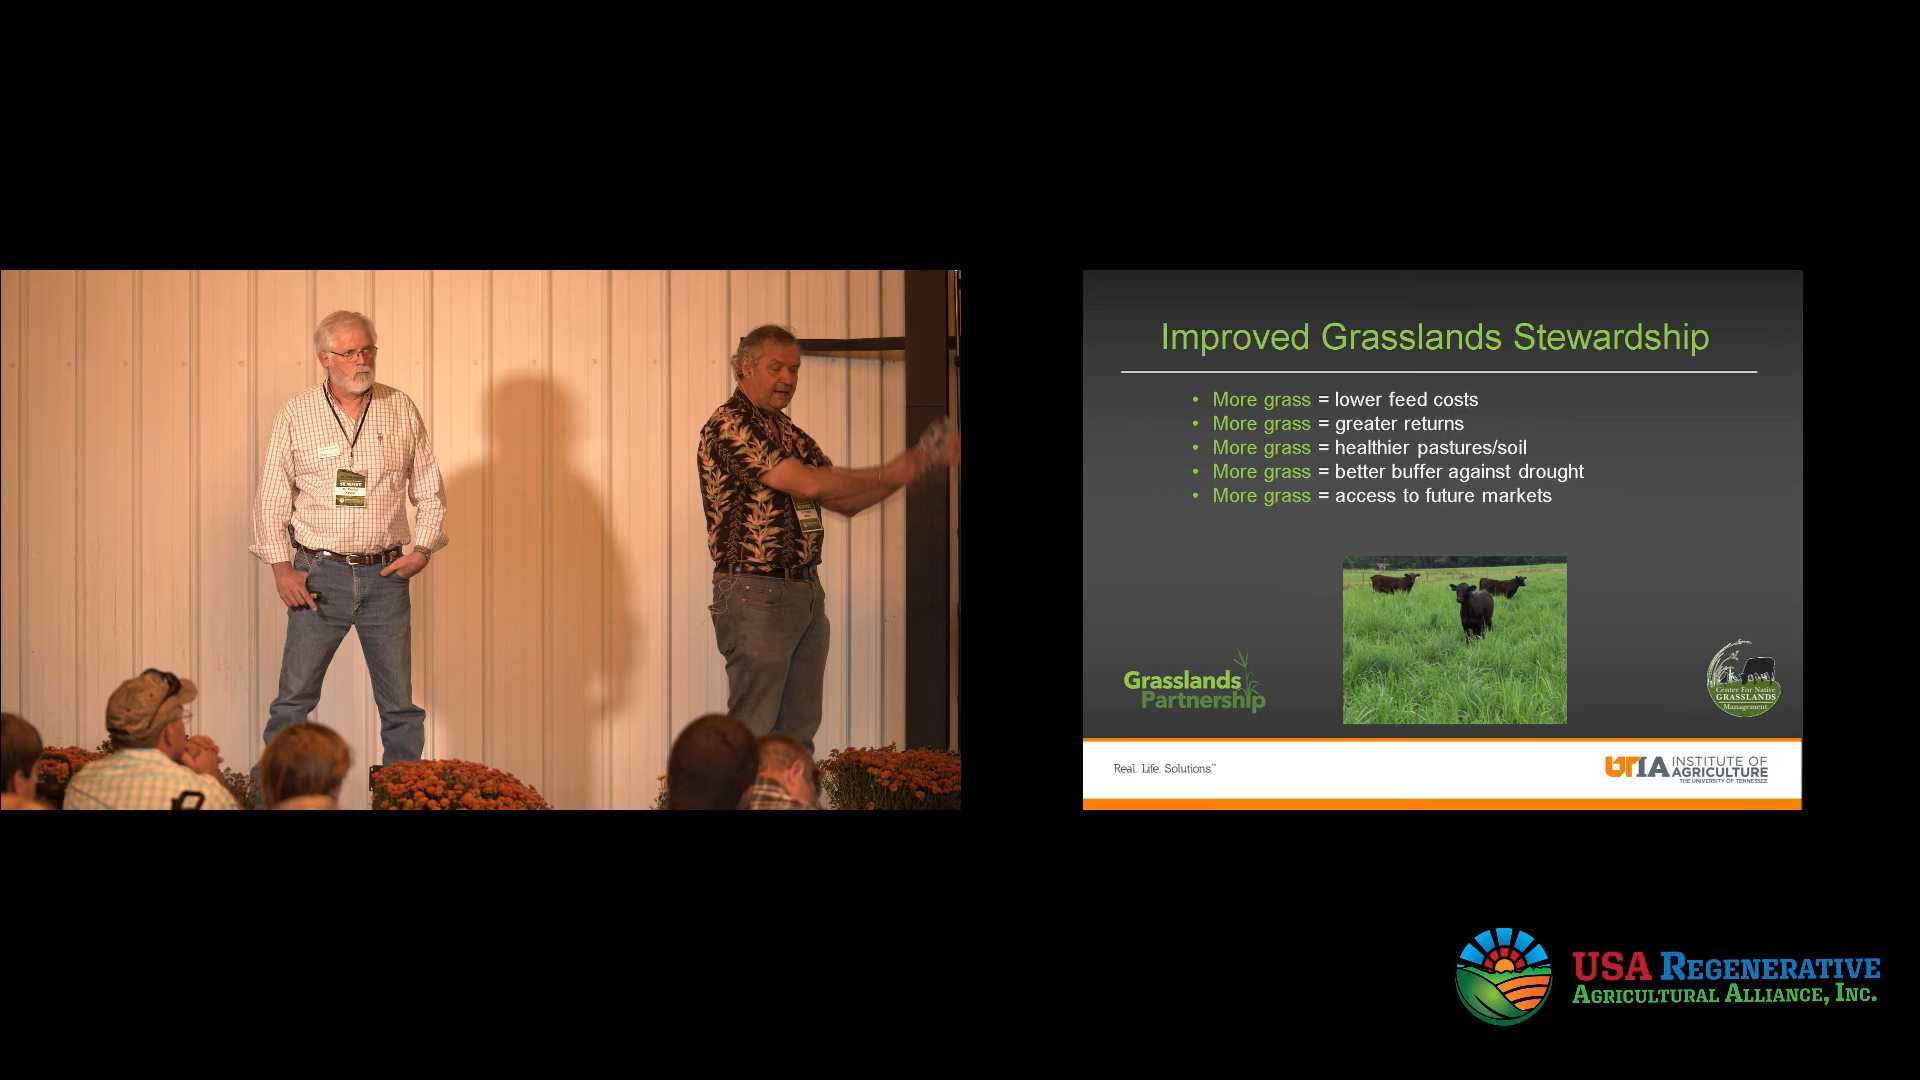 SUMMIT
Improved Grasslands Stewardship
• More grass = lower feed costs
• More grass = greater returns
• More grass = healthier pastures/soil
• More grass = better buffer against drought
• More grass = access to future markets
Grasslands
Partnership
Center For Native
GRASSLANDS
Management
Real. Life. Solutions.™
UTIA INSTITUTE OF
AGRICULTURE
THE UNIVERSITY OF TENNESSEE
USA REGENERATIVE
AGRICULTURAL ALLIANCE, INC.